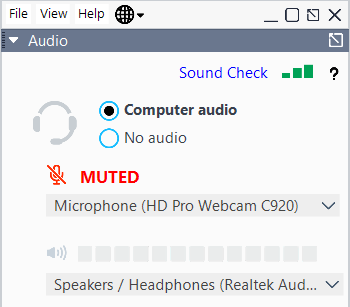 File View Help
Audio
Sound Check ?
Computer audio
No audio
MUTED
Microphone (HD Pro Webcam C920)
Speakers / Headphones (Realtek Aud...